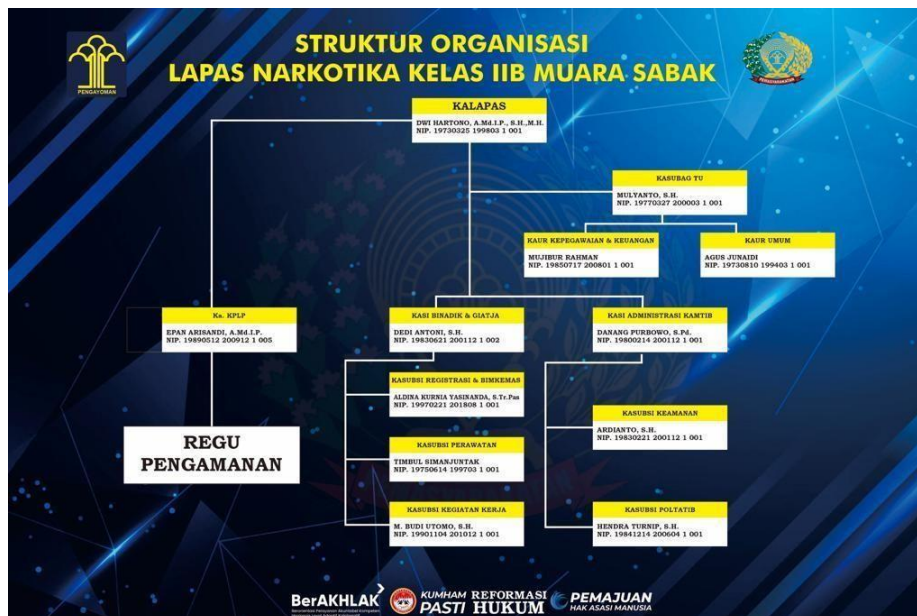 STRUKTUR ORGANISASI
LAPAS NARKOTIKA KELAS IIB MUARA SABAK
PENGAYOMAN
KALAPAS
DWI HARTONO, A.Md.I.P., S.H.,M.H.
NIP. 19730325 199803 1 001
KASUBAG TU
MULYANTO, S.H.
NIP. 19770327 200003 1 001
KAUR KEPEGAWAIAN & KEUANGAN
MUJIBUR RAHMAN
NIP. 19850717 200801 1 001
KAUR UMUM
AGUS JUNAIDI
NIP. 19730810 199403 1 001
Ka. KPLP
EPAN ARISANDI, A.Md.I.P.
NIP. 19890512 200912 1 005
KASI BINADIK & GIATJA
DEDI ANTONI, S.H.
NIP. 19830621 200112 1 002
KASI ADMINISTRASI KAMTIB
DANANG PURBOWO, S.Pd.
NIP. 19800214 200112 1 001
KASUBSI REGISTRASI & BIMKEMAS
ALDINA KURNIA YASINANDA, S.Tr.Pas
NIP. 19970221 201808 1 001
KASUBSI KEAMANAN
ARDIANTO, S.H.
NIP. 19830221 200112 1 001
REGU
PENGAMANAN
KASUBSI PERAWATAN
TIMBUL SIMANJUNTAK
NIP. 19750614 199703 1 001
KASUBSI KEGIATAN KERJA
M. BUDI UTOMO, S.H.
NIP. 19901104 201012 1 001
KASUBSI POLTATIB
HENDRA TURNIP, S.H.
NIP. 19841214 200604 1 001
BerAKHLAK
KUMHAM
PASTI
REFORMASI
HUKUM
PEMAJUAN
HAK ASASI MANUSIA